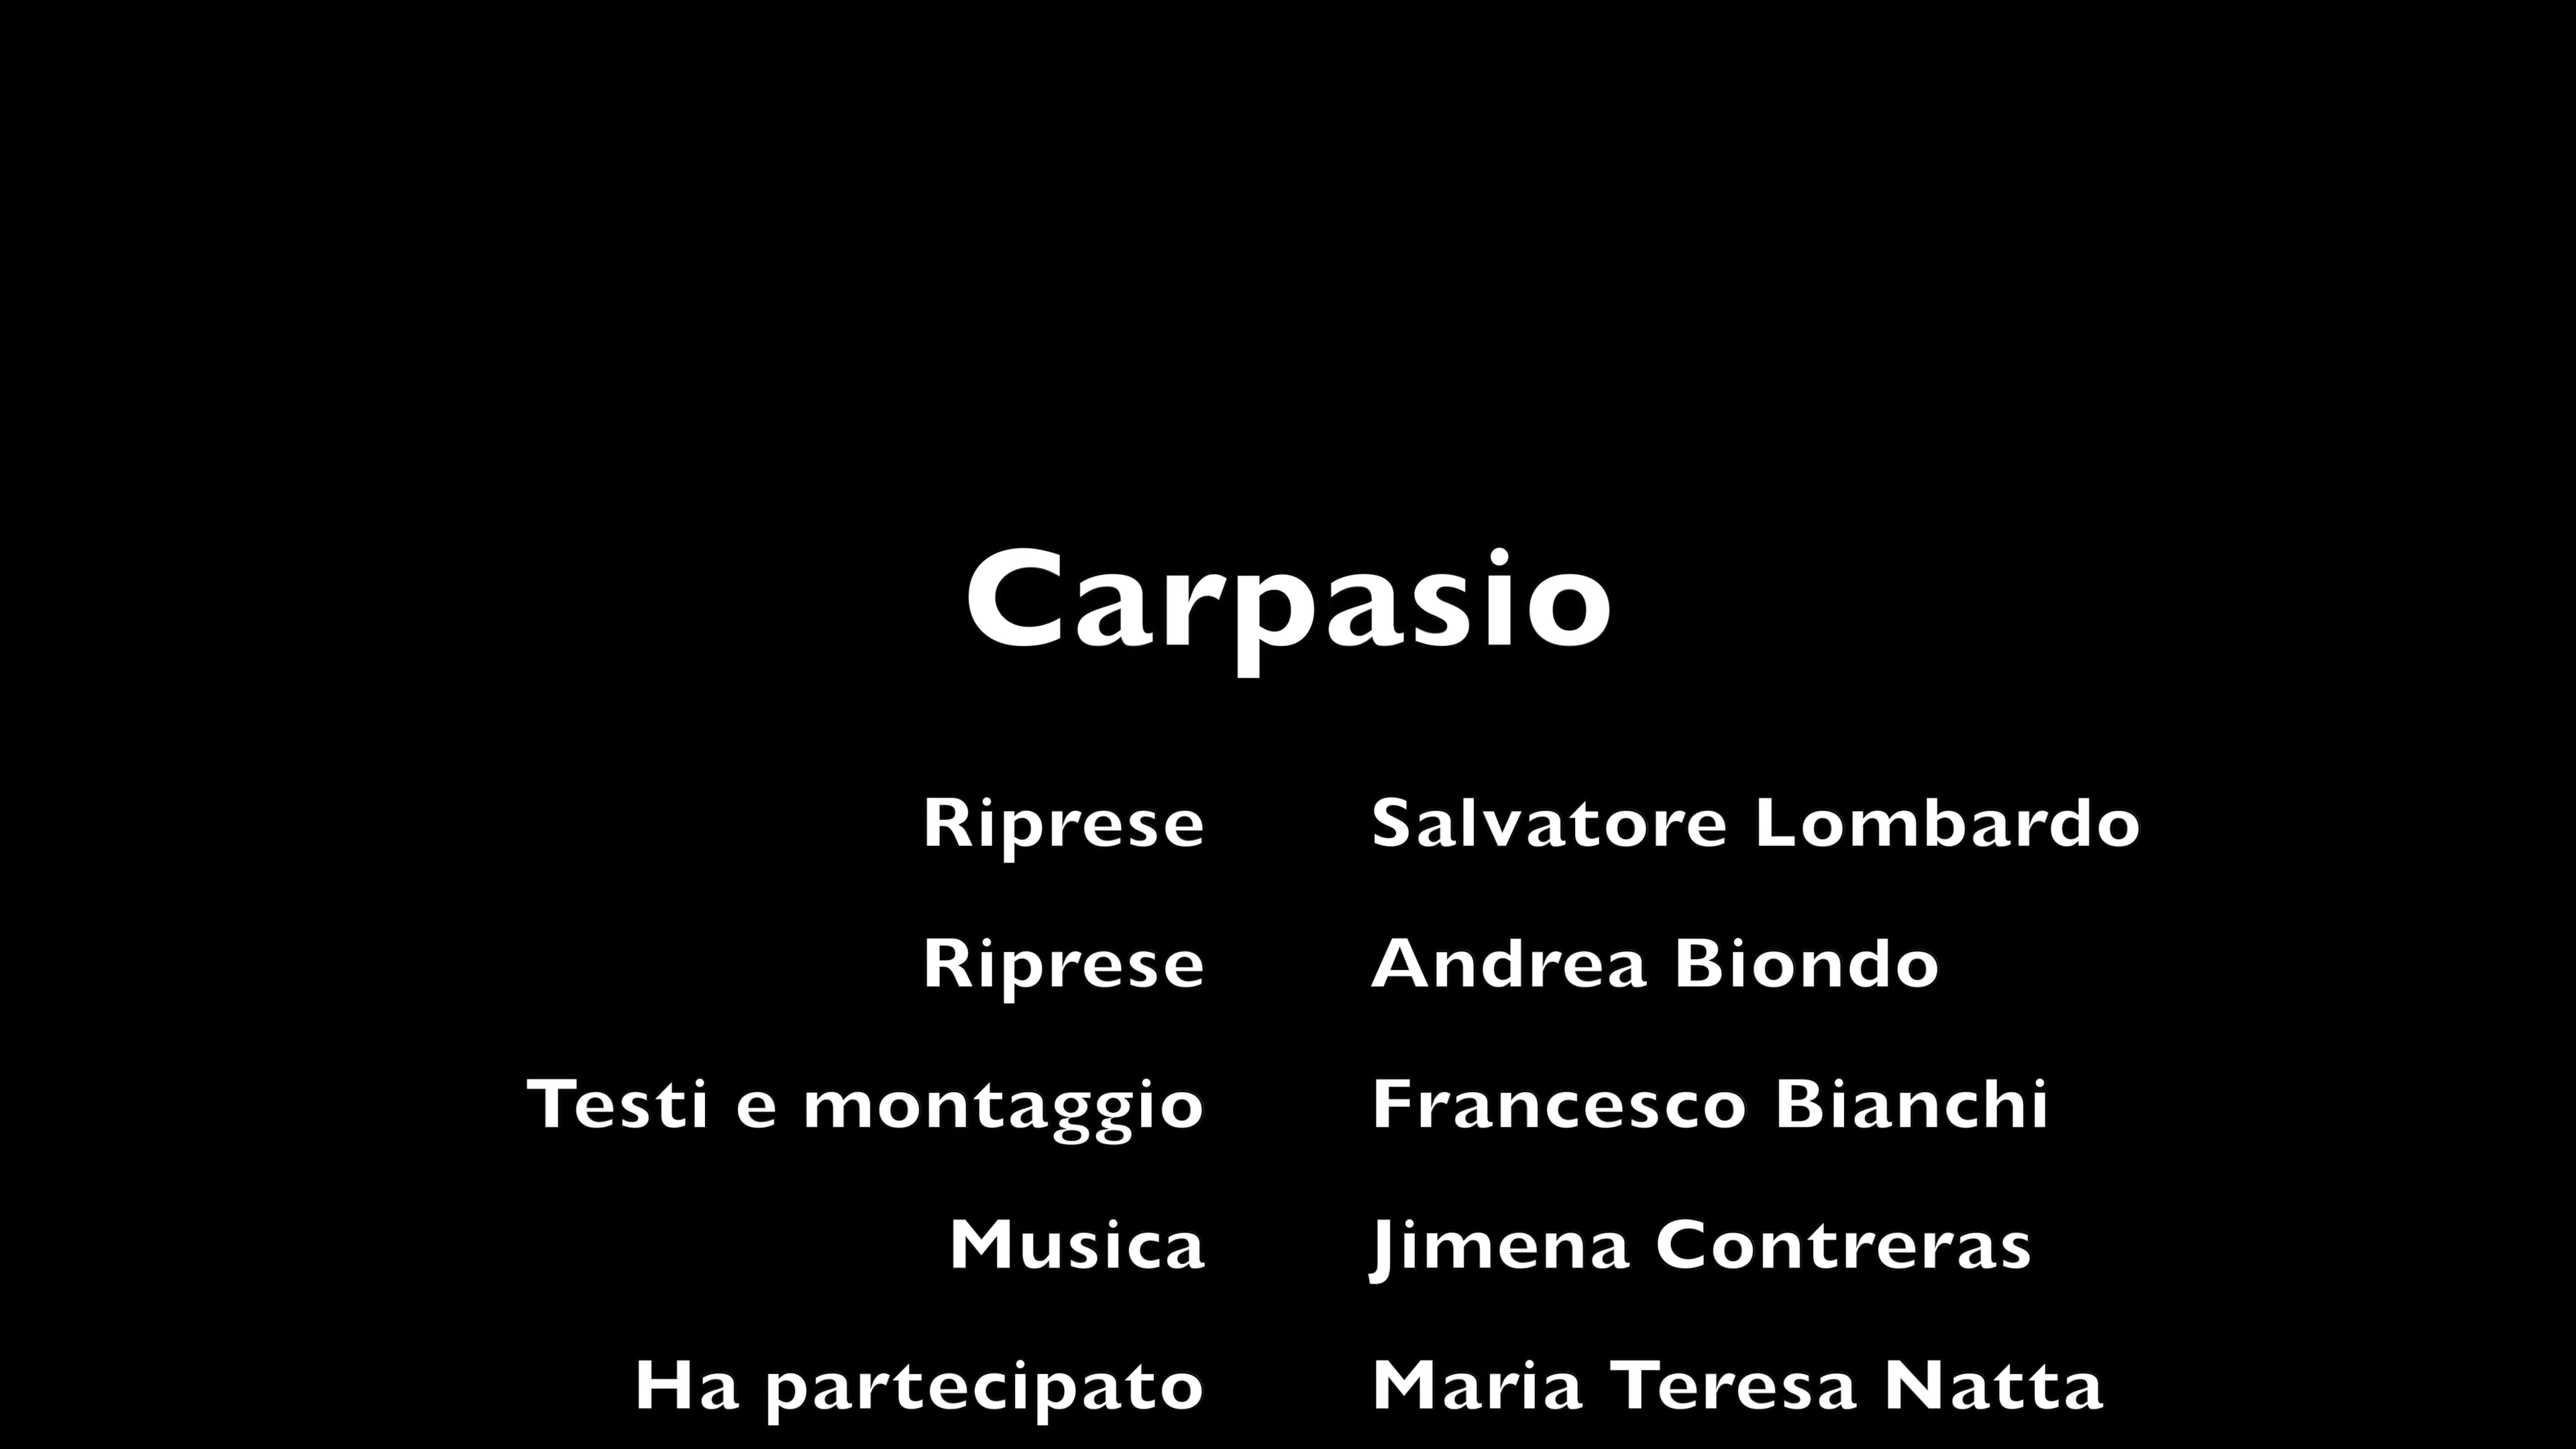 Carpasio
Riprese Salvatore Lombardo
Riprese Andrea Biondo
Testi e montaggio Francesco Bianchi
Musica Jimena Contreras
Ha partecipato Maria Teresa Natta